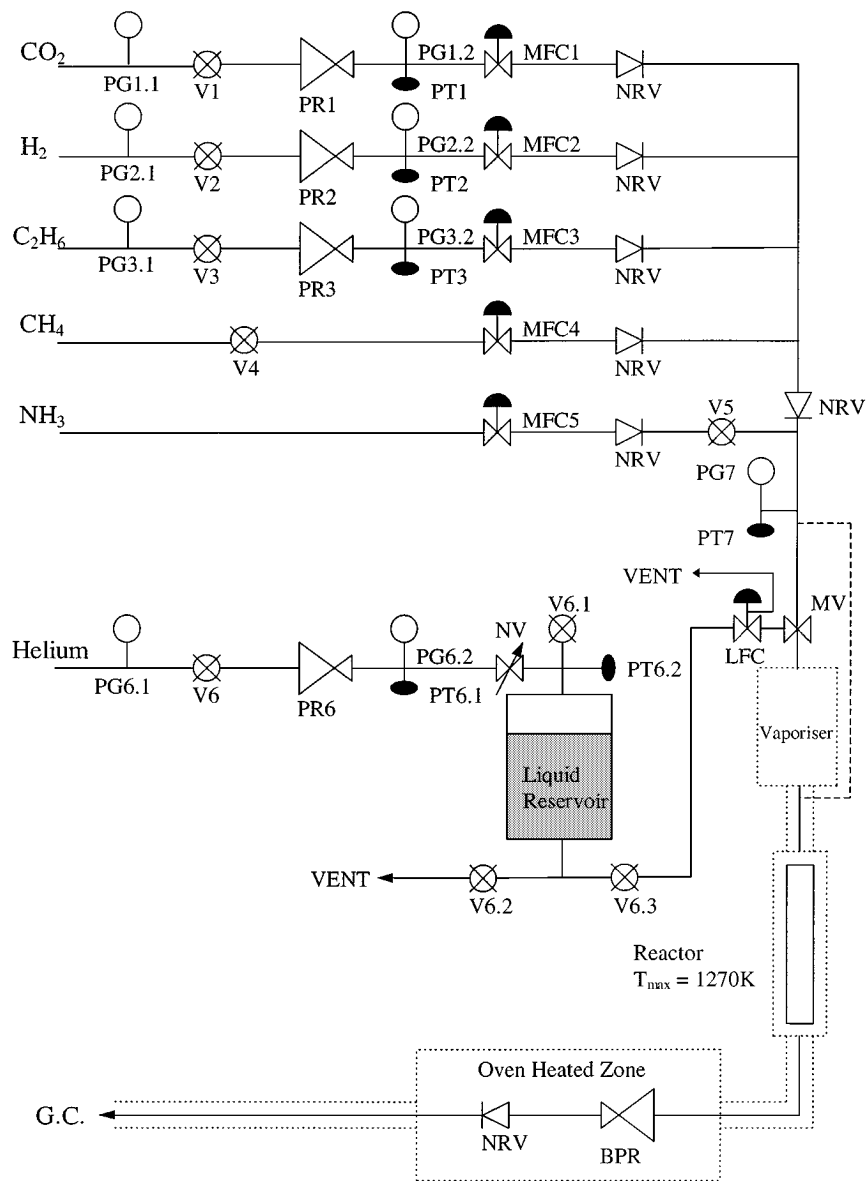 CO2
PG1.1
V1
PR1
PG1.2
PT1
MFC1
NRV
H2
PG2.1
V2
PR2
PG2.2
PT2
MFC2
NRV
C2H6
PG3.1
V3
PR3
PG3.2
PT3
MFC3
NRV
CH4
V4
MFC4
NRV
NH3
MFC5
NRV
V5
NRV
PG7
PT7
VENT
MV
LFC
Helium
PG6.1
V6
PR6
PG6.2
PT6.1
NV
V6.1
PT6.2
Vaporiser
Liquid
Reservoir
VENT
V6.2
V6.3
Reactor
Tmax = 1270K
Oven Heated Zone
G.C.
NRV
BPR